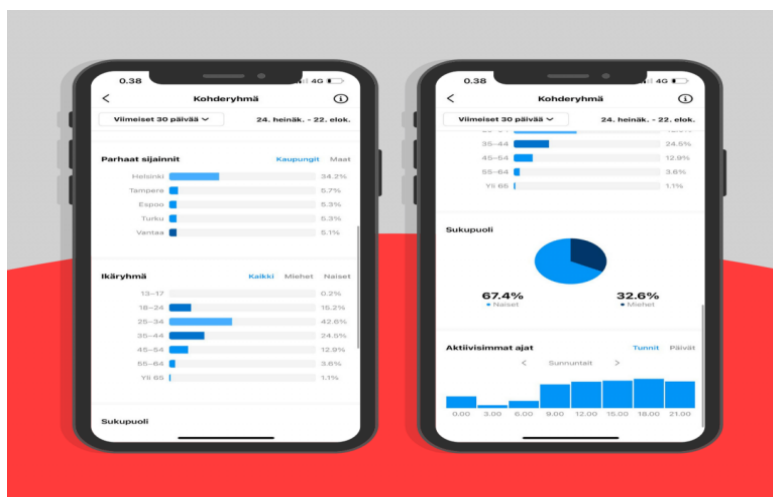 0.38 4G
Kohderyhmä
Viimeiset 30 päivää 24. heinäk. - 22. elok.
Parhaat sijainnit Kaupungit Maat
Helsinki 34.2%
Tampere 5.7%
Espoo 5.3%
Turku 5.3%
Vantaa 5.1%
Ikäryhmä Kaikki Miehet Naiset
13–17 0.2%
18–24 15.2%
25–34 42.6%
35–44 24.5%
45–54 12.9%
55–64 3.6%
Yli 65 1.1%
Sukupuoli
0.38 4G
Kohderyhmä
Viimeiset 30 päivää 24. heinäk. - 22. elok.
35–44 24.5%
45–54 12.9%
55–64 3.6%
Yli 65 1.1%
Sukupuoli
67.4% 32.6%
Naiset Miehet
Aktiivisimmat ajat Tunnit Päivät
< Sunnuntait >
0.00 3.00 6.00 9.00 12.00 15.00 18.00 21.00